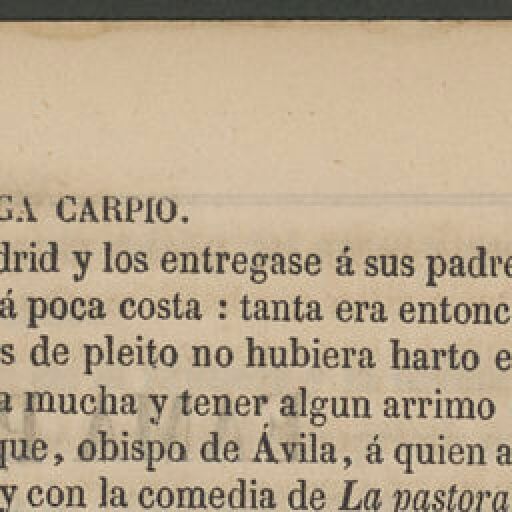 GA CARPIO.
drid y los entregase á sus padre
á poca costa : tanta era entonc
s de pleito no hubiera harto e
a mucha y tener algun arrimo
que, obispo de Ávila, á quien a
y con la comedia de La pastora